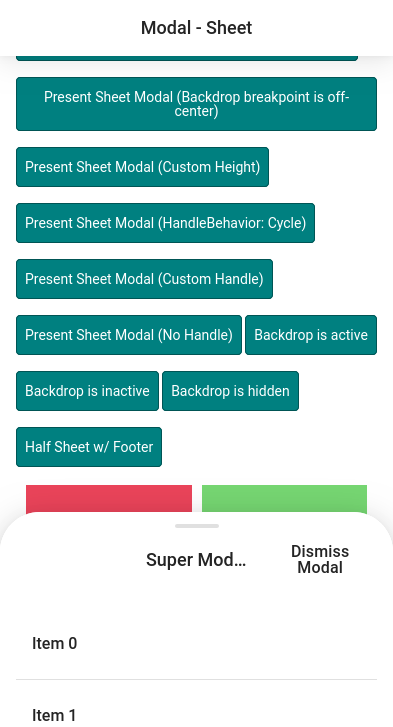 Modal - Sheet
Present Sheet Modal (Backdrop breakpoint is off-
center)
Present Sheet Modal (Custom Height)
Present Sheet Modal (HandleBehavior: Cycle)
Present Sheet Modal (Custom Handle)
Present Sheet Modal (No Handle)
Backdrop is active
Backdrop is inactive
Backdrop is hidden
Half Sheet w/ Footer
Super Mod…
Dismiss
Modal
Item 0
Item 1